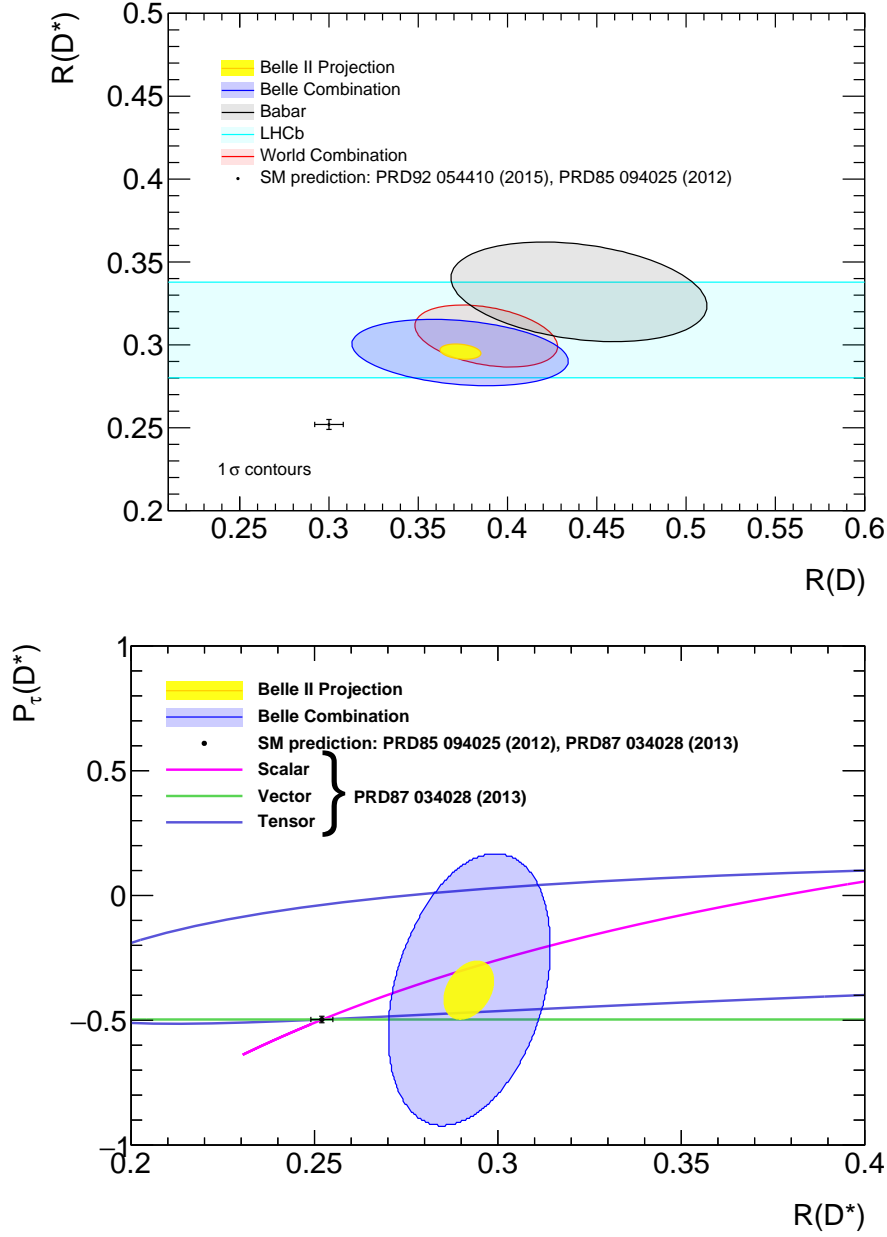 R(D*)
0.5
0.45
0.4
0.35
0.3
0.25
0.2
Belle II Projection
Belle Combination
Babar
LHCb
World Combination
SM prediction: PRD92 054410 (2015), PRD85 094025 (2012)
1 σ contours
0.25 0.3 0.35 0.4 0.45 0.5 0.55 0.6
R(D)
Pτ(D*)
1
0.5
0
−0.5
−1
Belle II Projection
Belle Combination
SM prediction: PRD85 094025 (2012), PRD87 034028 (2013)
Scalar
Vector } PRD87 034028 (2013)
Tensor
0.2 0.25 0.3 0.35 0.4
R(D*)